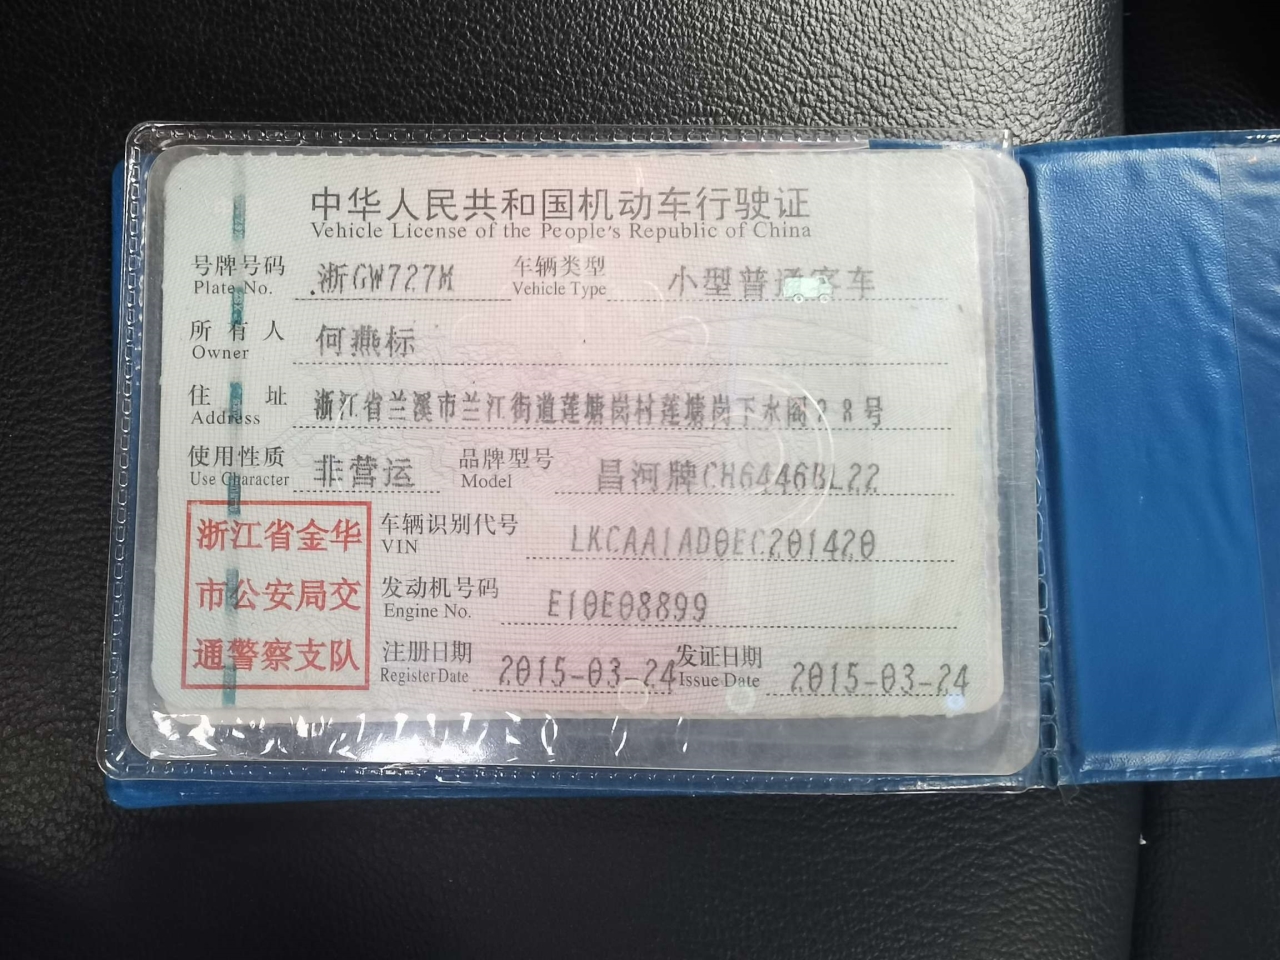 中华人民共和国机动车行驶证
Vehicle License of the People's Republic of China
号牌号码 浙GW727M 车辆类型 小型普通客车
Plate No. Vehicle Type
所有人 何燕标
Owner
住址 浙江省兰溪市兰江街道莲塘岗村莲塘岗下水阁28号
Address
使用性质 非营运 品牌型号 昌河牌CH6446BL22
Use Character Model
浙江省金华
市公安局交
通警察支队
车辆识别代号 LKCAA1AD0EC201420
VIN
发动机号码 E10E08899
Engine No.
注册日期 2015-03-24 发证日期 2015-03-24
Register Date Issue Date